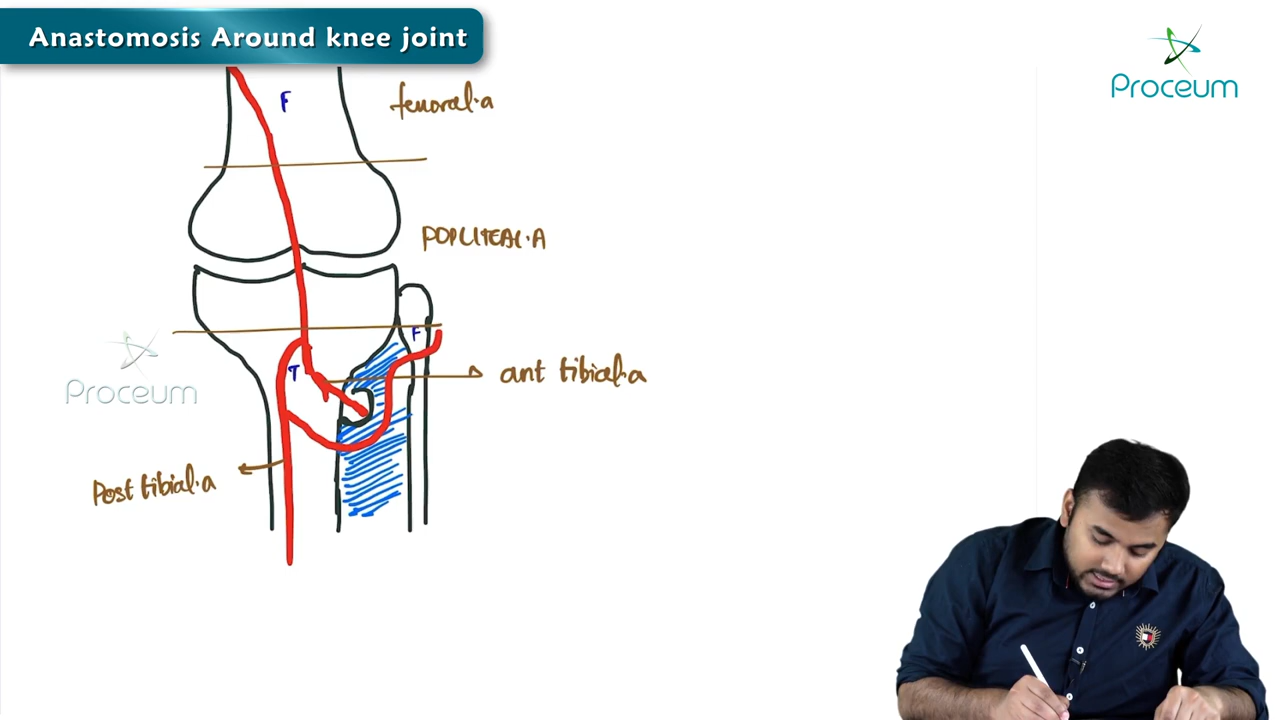 Anastomosis Around knee joint
Proceum
F
femoral.a
POPLITEAL.A
F
Proceum
T
ant tibial.a
Post tibial.a